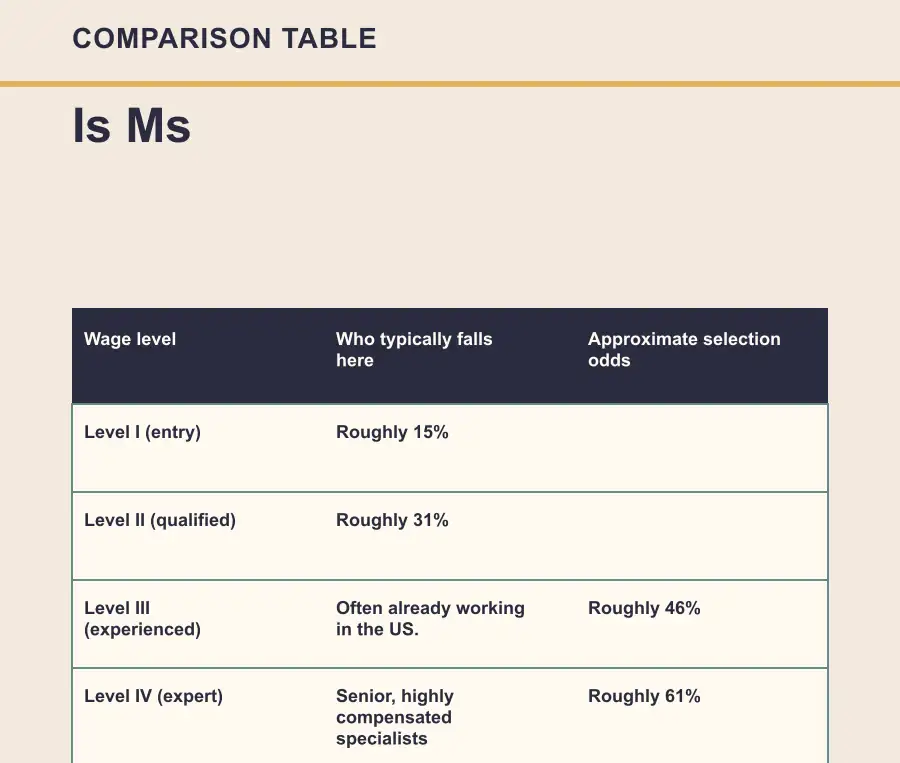 COMPARISON TABLE
Is Ms
Wage level
Who typically falls
here
Approximate selection
odds
Level I (entry)
Roughly 15%
Level II (qualified)
Roughly 31%
Level III
(experienced)
Often already working
in the US.
Roughly 46%
Level IV (expert)
Senior, highly
compensated
specialists
Roughly 61%